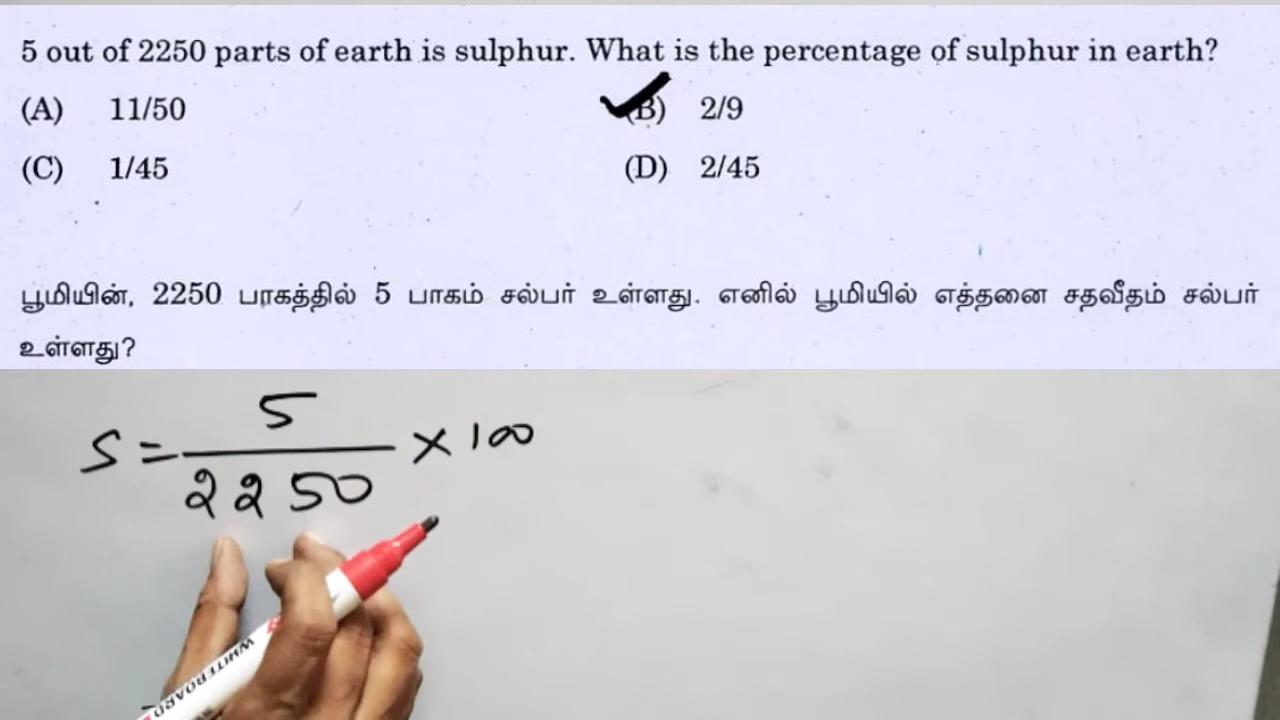 5 out of 2250 parts of earth is sulphur. What is the percentage of sulphur in earth?
(A) 11/50 (B) 2/9
(C) 1/45 (D) 2/45
பூமியின், 2250 பாகத்தில் 5 பாகம் சல்பர் உள்ளது. எனில் பூமியில் எத்தனை சதவீதம் சல்பர்
உள்ளது?
S = 5
2250 × 100
WHITEBOARD